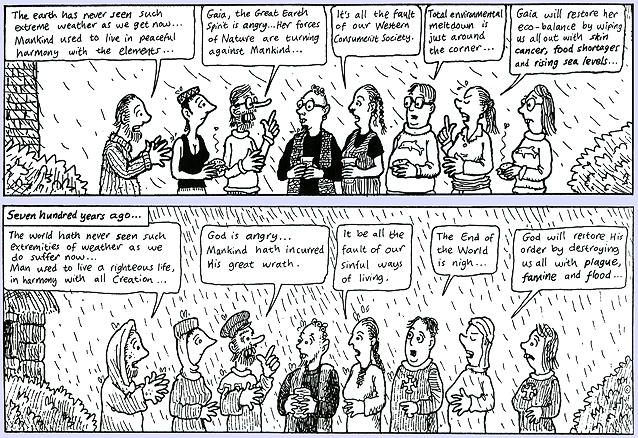 The earth has never seen such
extreme weather as we get now...
Mankind used to live in peaceful
harmony with the elements...
Gaia, the Great Earth
Spirit is angry...Her forces
of Nature are turning
against Mankind...
It's all the fault
of our Western
Consumerist Society.
Total environmental
meltdown is
just around
the corner...
Gaia will restore her
eco-balance by wiping
us all out with skin
cancer, food shortages
and rising sea levels...
Seven hundred years ago...
The world hath never seen such
extremities of weather as we
do suffer now...
Man used to live a righteous life,
in harmony with all Creation...
God is angry...
Mankind hath incurred
His great wrath.
It be all the
fault of our
sinful ways
of living.
The End of
the World
is nigh...
God will restore His
order by destroying
us all with plague,
famine and flood...